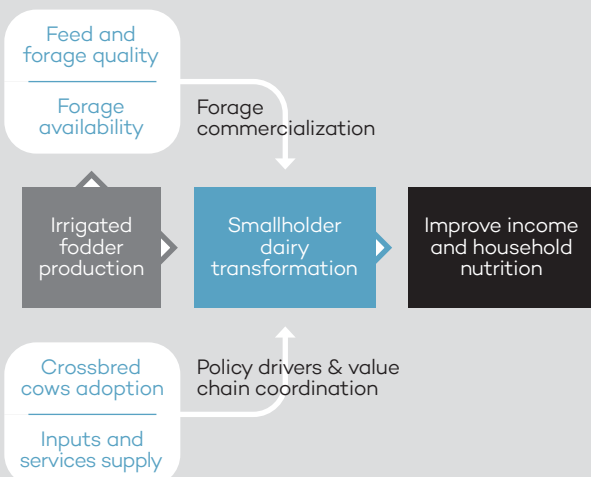 Feed and
forage quality
Forage
availability
Forage
commercialization
Irrigated
fodder
production
Smallholder
dairy
transformation
Improve income
and household
nutrition
Crossbred
cows adoption
Inputs and
services supply
Policy drivers & value
chain coordination